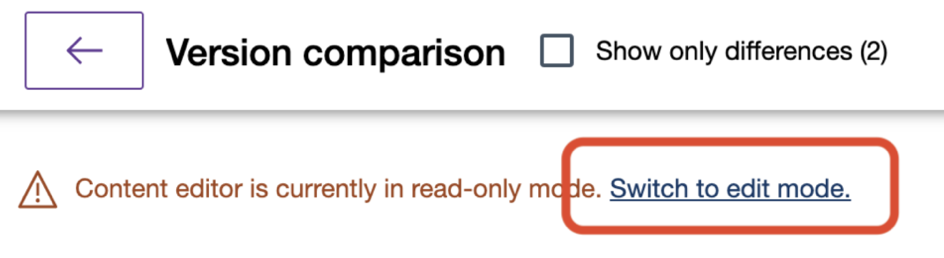 Version comparison Show only differences (2)
Content editor is currently in read-only mode. Switch to edit mode.